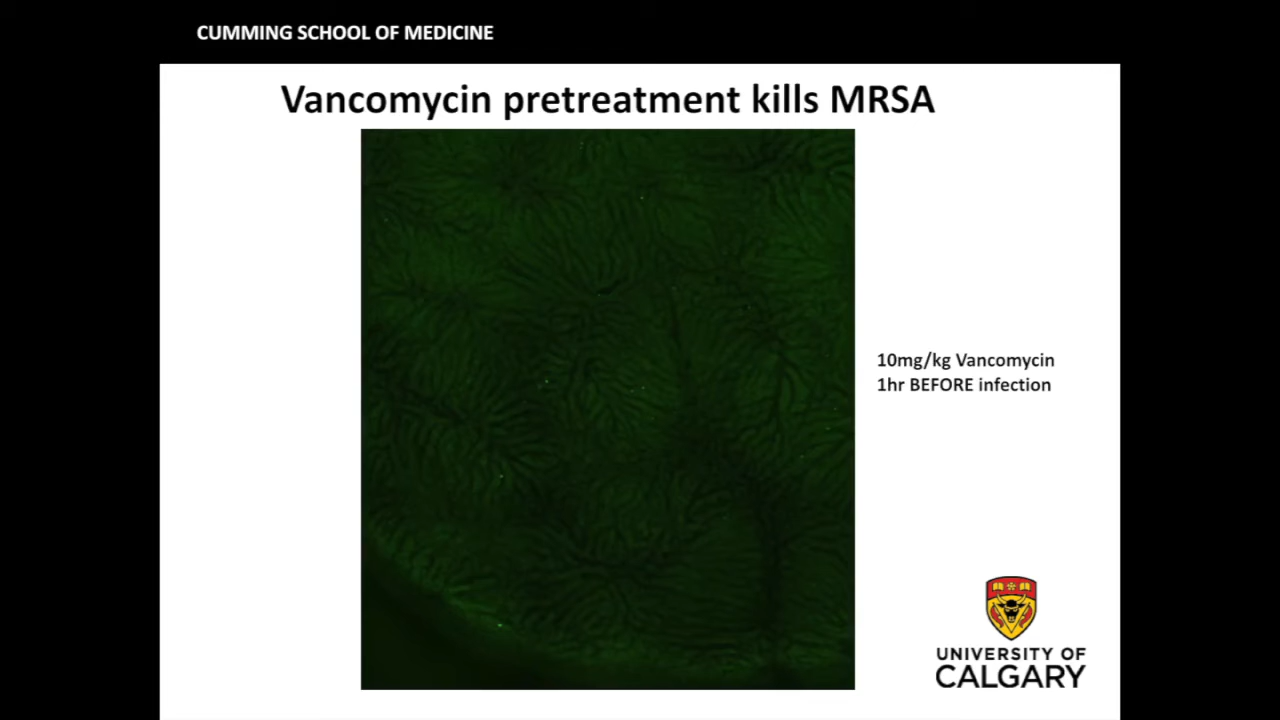 CUMMING SCHOOL OF MEDICINE
Vancomycin pretreatment kills MRSA
10mg/kg Vancomycin
1hr BEFORE infection
UNIVERSITY OF
CALGARY